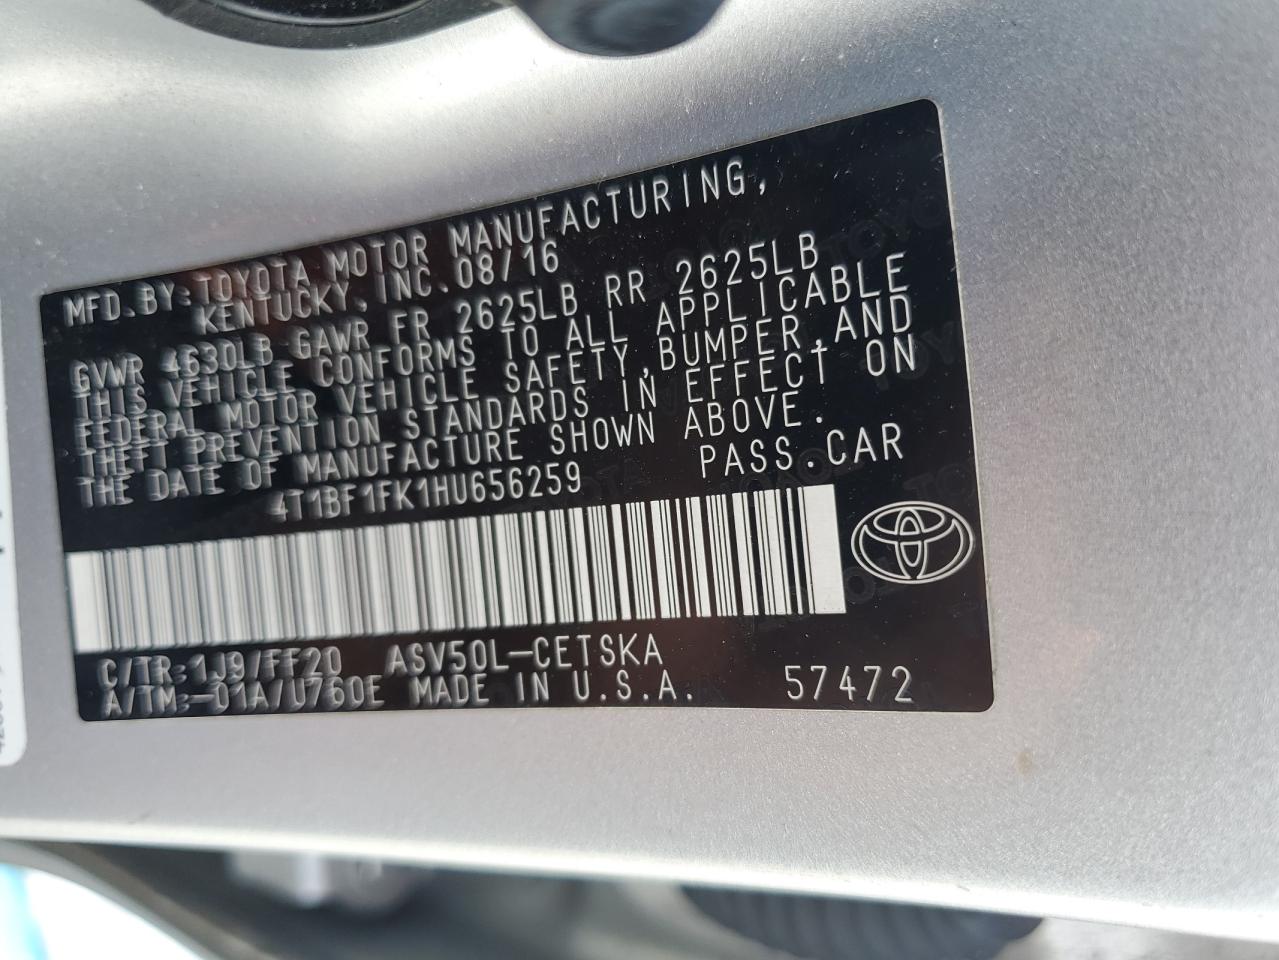 MFD.BY:TOYOTA MOTOR MANUFACTURING,
KENTUCKY, INC.08/16
GVWR 4630LB GAWR FR 2625LB RR 2625LB
THIS VEHICLE CONFORMS TO ALL APPLICABLE
FEDERAL MOTOR VEHICLE SAFETY,BUMPER,AND
THEFT PREVENTION STANDARDS IN EFFECT ON
THE DATE OF MANUFACTURE SHOWN ABOVE.
4T1BF1FK1HU656259 PASS.CAR
C/TR:1J9/FF20 ASV50L-CETSKA
A/TM:-01A/U760E MADE IN U.S.A. 57472